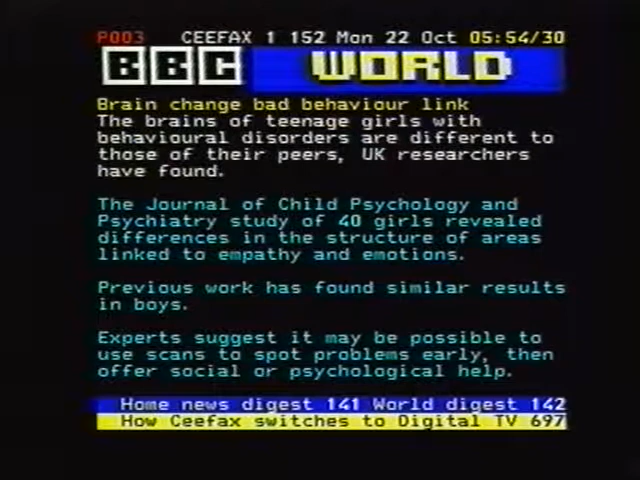 P003 CEEFAX 1 152 Mon 22 Oct 05:54/30
BBC WORLD
Brain change bad behaviour link
The brains of teenage girls with
behavioural disorders are different to
those of their peers, UK researchers
have found.
The Journal of Child Psychology and
Psychiatry study of 40 girls revealed
differences in the structure of areas
linked to empathy and emotions.
Previous work has found similar results
in boys.
Experts suggest it may be possible to
use scans to spot problems early, then
offer social or psychological help.
Home news digest 141 World digest 142
How Ceefax switches to Digital TV 697